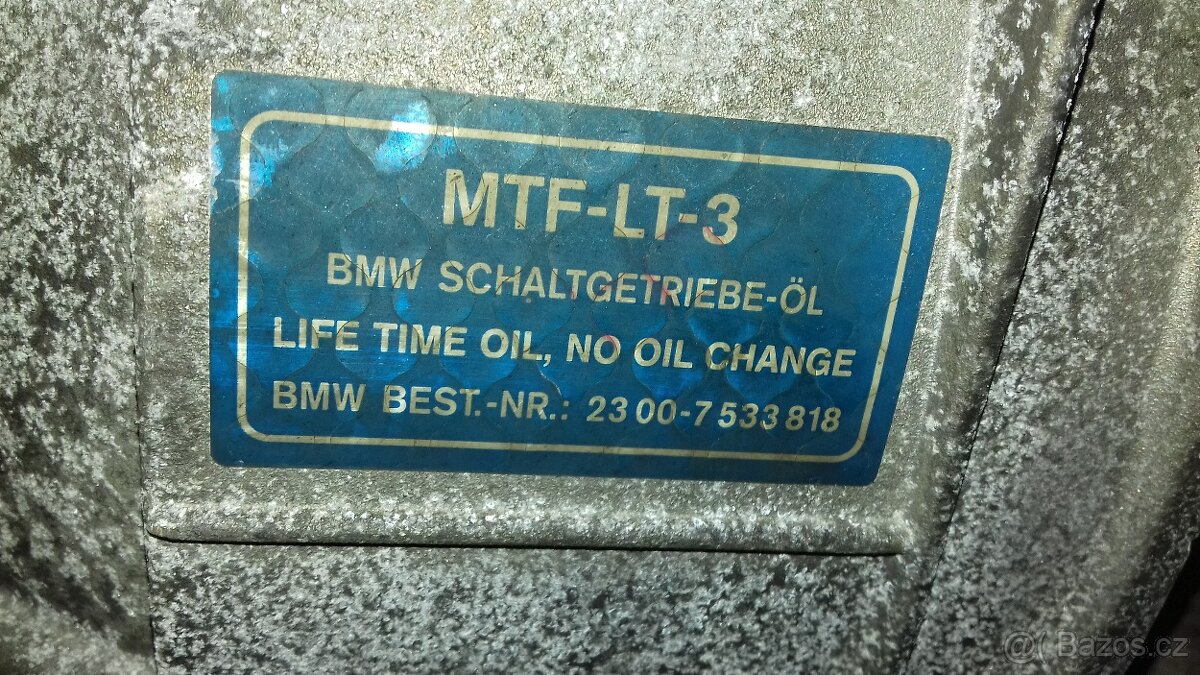 MTF-LT-3
BMW SCHALTGETRIEBE-ÖL
LIFE TIME OIL, NO OIL CHANGE
BMW BEST.-NR.: 23 00-7 533 818
Bazos.cz